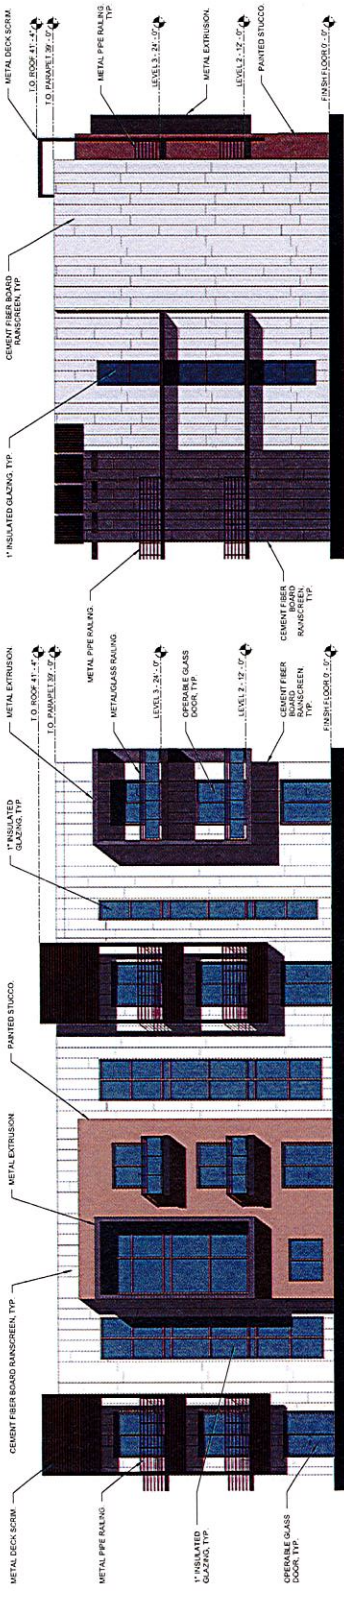 METAL DECK SCRIM.
CEMENT FIBER BOARD RAINSCREEN, TYP
METAL EXTRUSION.
PAINTED STUCCO.
1" INSULATED
GLAZING, TYP.
METAL EXTRUSION.
T.O. ROOF 41' - 4"
T.O. PARAPET 39' - 0"
METAL/GLASS RAILING
LEVEL 3 - 24' - 0"
OPERABLE GLASS
DOOR, TYP.
LEVEL 2 - 12' - 0"
CEMENT FIBER
BOARD
RAINSCREEN,
TYP.
FINISH FLOOR 0' - 0"
METAL PIPE RAILING.
1" INSULATED
GLAZING, TYP.
OPERABLE GLASS
DOOR, TYP.
1" INSULATED GLAZING, TYP.
CEMENT FIBER BOARD
RAINSCREEN, TYP
METAL DECK SCRIM.
T.O. ROOF 41' - 4"
T.O. PARAPET 39' - 0"
METAL PIPE RAILING,
TYP
LEVEL 3 - 24' - 0"
METAL EXTRUSION.
LEVEL 2 - 12' - 0"
PAINTED STUCCO.
FINISH FLOOR 0' - 0"
METAL PIPE RAILING.
CEMENT FIBER
BOARD
RAINSCREEN,
TYP.